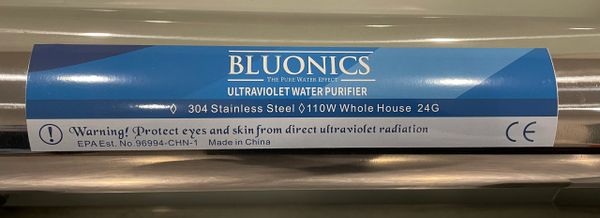 BLUONICS
THE PURE WATER EFFECT
ULTRAVIOLET WATER PURIFIER
◊ 304 Stainless Steel ◊ 110W Whole House 24G
! Warning! Protect eyes and skin from direct ultraviolet radiation
EPA Est. No.96994-CHN-1 Made in China
CE